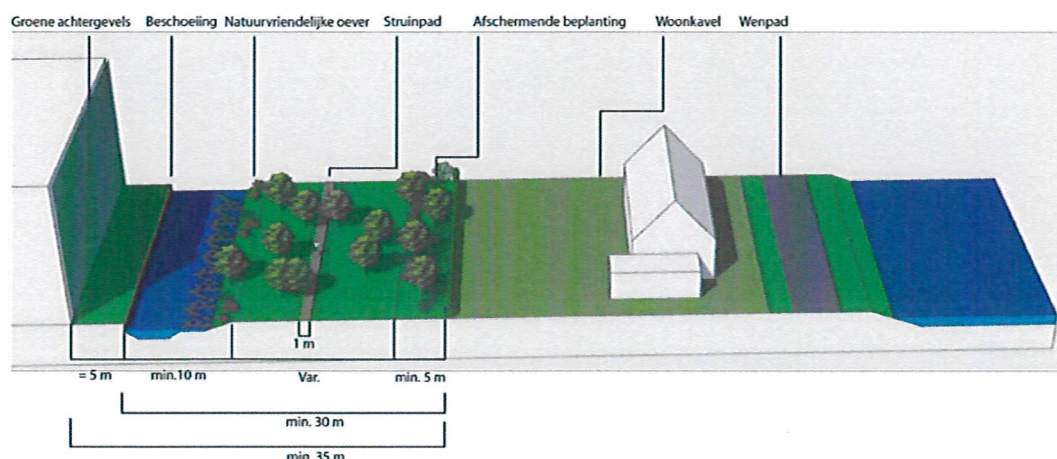 Groene achtergevels Beschoeiing Natuurvriendelijke oever Struinpad Afschermende beplanting Woonkavel Wenpad
1 m
= 5 m min.10 m Var. min. 5 m
min. 30 m
min. 35 m